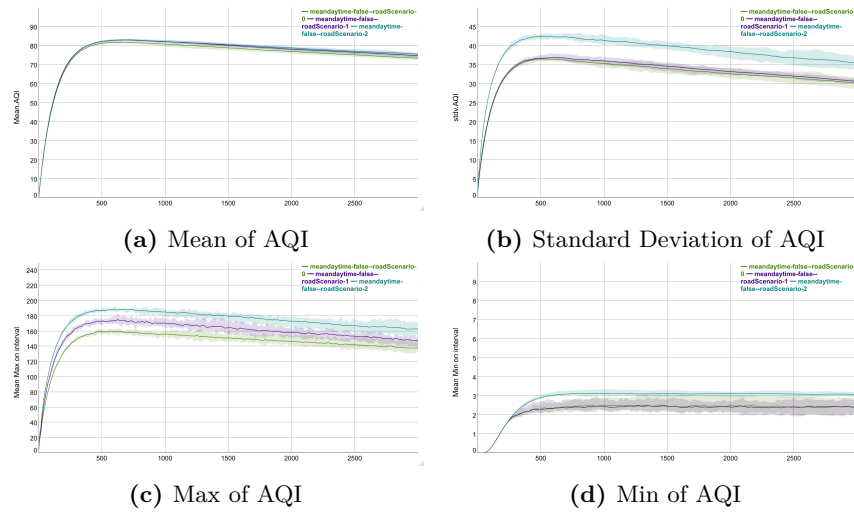 — meandaytime-false--roadScenario-
0 — meandaytime-false--
roadScenario-1 — meandaytime-
false--roadScenario-2
Mean AQI
90
80
70
60
50
40
30
20
10
0
500 1000 1500 2000 2500
— meandaytime-false--roadScenario-
0 — meandaytime-false--
roadScenario-1 — meandaytime-
false--roadScenario-2
stdv.AQI
45
40
35
30
25
20
15
10
5
0
500 1000 1500 2000 2500
(a) Mean of AQI
(b) Standard Deviation of AQI
— meandaytime-false--roadScenario-
0 — meandaytime-false--
roadScenario-1 — meandaytime-
false--roadScenario-2
Mean Max on interval
240
220
200
180
160
140
120
100
80
60
40
20
0
500 1000 1500 2000 2500
— meandaytime-false--roadScenario-
0 — meandaytime-false--
roadScenario-1 — meandaytime-
false--roadScenario-2
Mean Min on interval
9
8
7
6
5
4
3
2
1
0
500 1000 1500 2000 2500
(c) Max of AQI
(d) Min of AQI